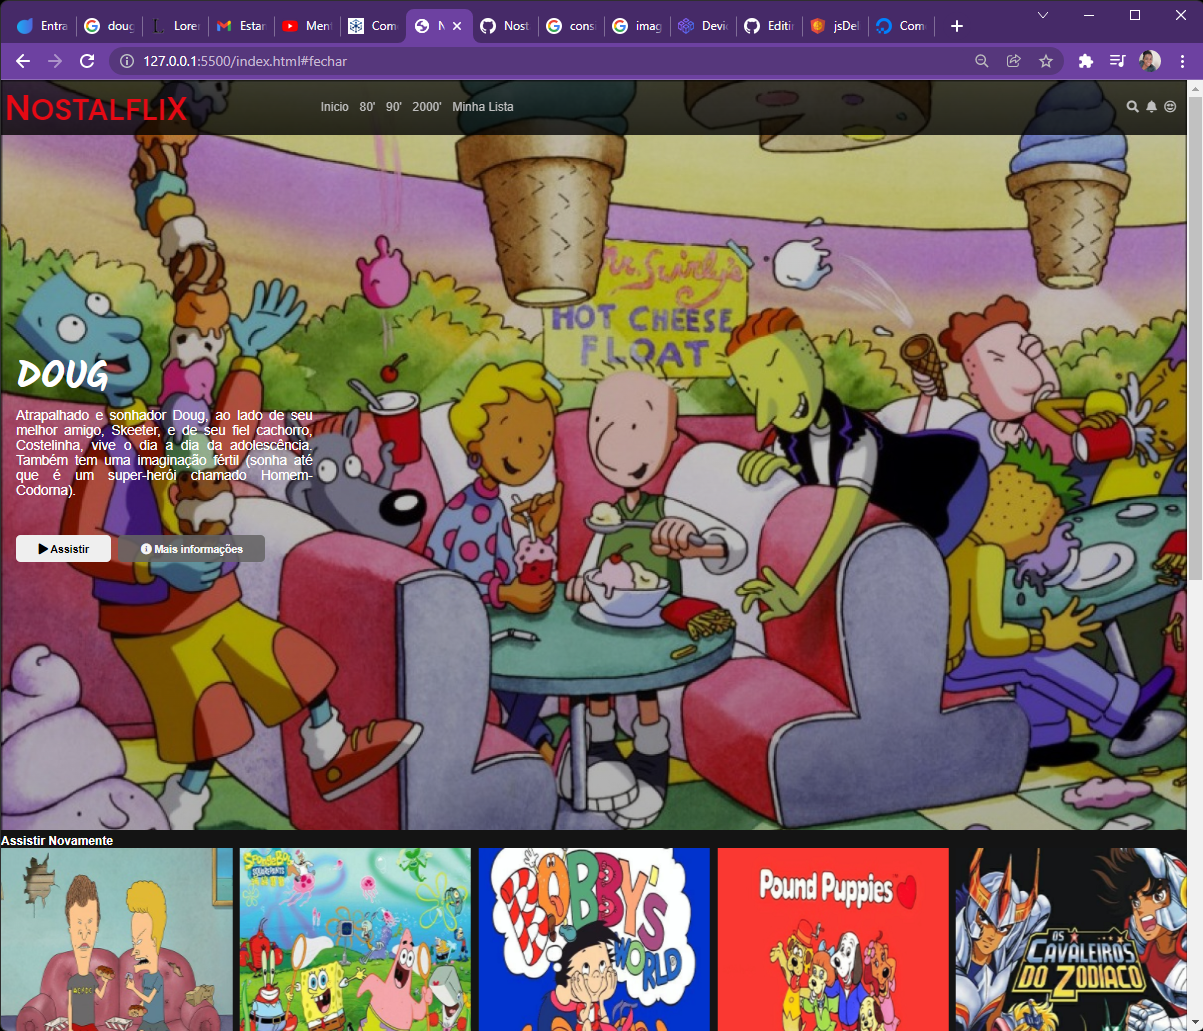 Entra
doug
Lore
Estar
Ment
Com
N
Nost
cons
imag
Devic
Editin
jsDel
Com
127.0.0.1:5500/index.html#fechar
NOSTALFLIX
Inicio 80' 90' 2000' Minha Lista
Mr. Swirly's
HOT CHEESE
FLOAT
DOUG
Atrapalhado e sonhador Doug, ao lado de seu
melhor amigo, Skeeter, e de seu fiel cachorro,
Costelinha, vive o dia a dia da adolescência.
Também tem uma imaginação fértil (sonha até
que é um super-herói chamado Homem-
Codorna).
Assistir
Mais informações
Assistir Novamente
SpongeBob
SQUAREPANTS
BOBBY'S
WORLD
Pound Puppies
OS
CAVALEIROS
DO ZODIACO